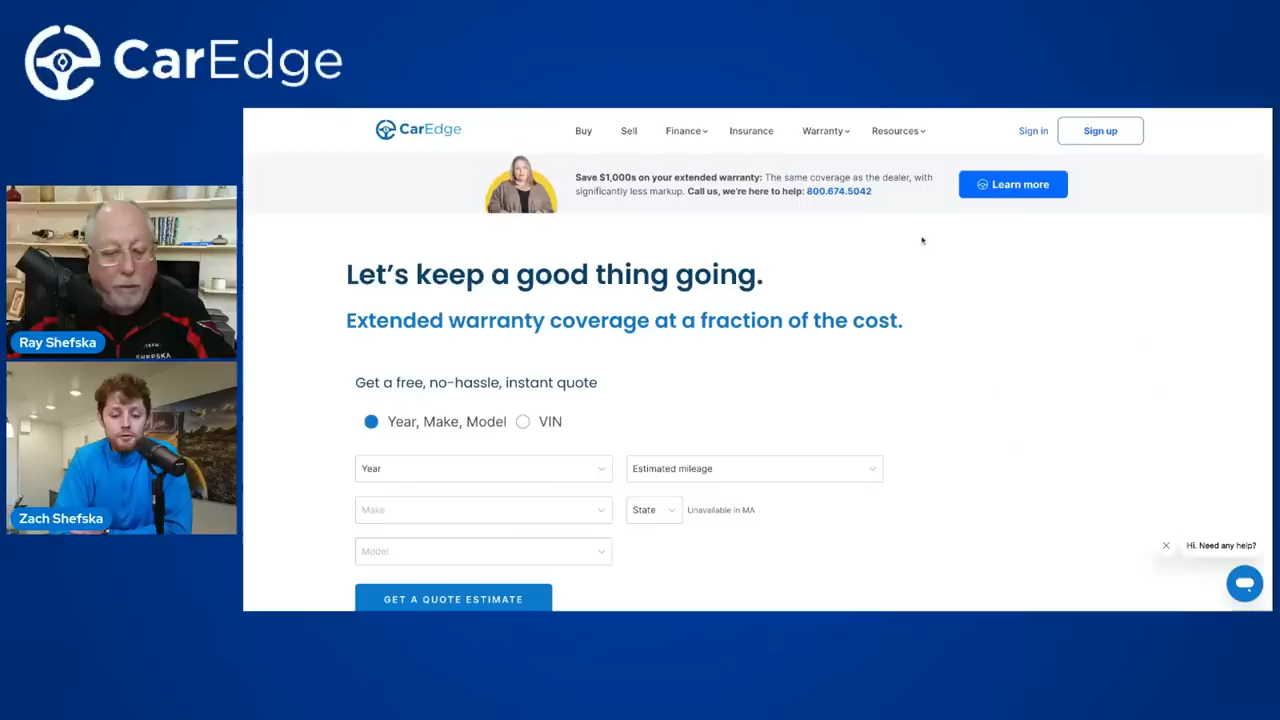 CarEdge
CarEdge
Buy
Sell
Finance
Insurance
Warranty
Resources
Sign in
Sign up
Save $1,000s on your extended warranty: The same coverage as the dealer, with
significantly less markup. Call us, we're here to help: 800.674.5042
Learn more
Let's keep a good thing going.
Extended warranty coverage at a fraction of the cost.
Get a free, no-hassle, instant quote
Year, Make, Model
VIN
Year
Estimated mileage
Make
State
Unavailable in MA
Model
GET A QUOTE ESTIMATE
Hi. Need any help?
TEAM
SHEFSKA
Ray Shefska
Zach Shefska